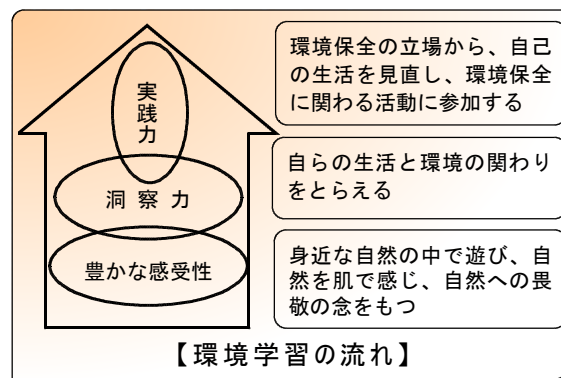 実践力
環境保全の立場から、自己
の生活を見直し、環境保全
に関わる活動に参加する
洞察力
自らの生活と環境の関わり
をとらえる
豊かな感受性
身近な自然の中で遊び、自
然を肌で感じ、自然への畏
敬の念をもつ
【環境学習の流れ】